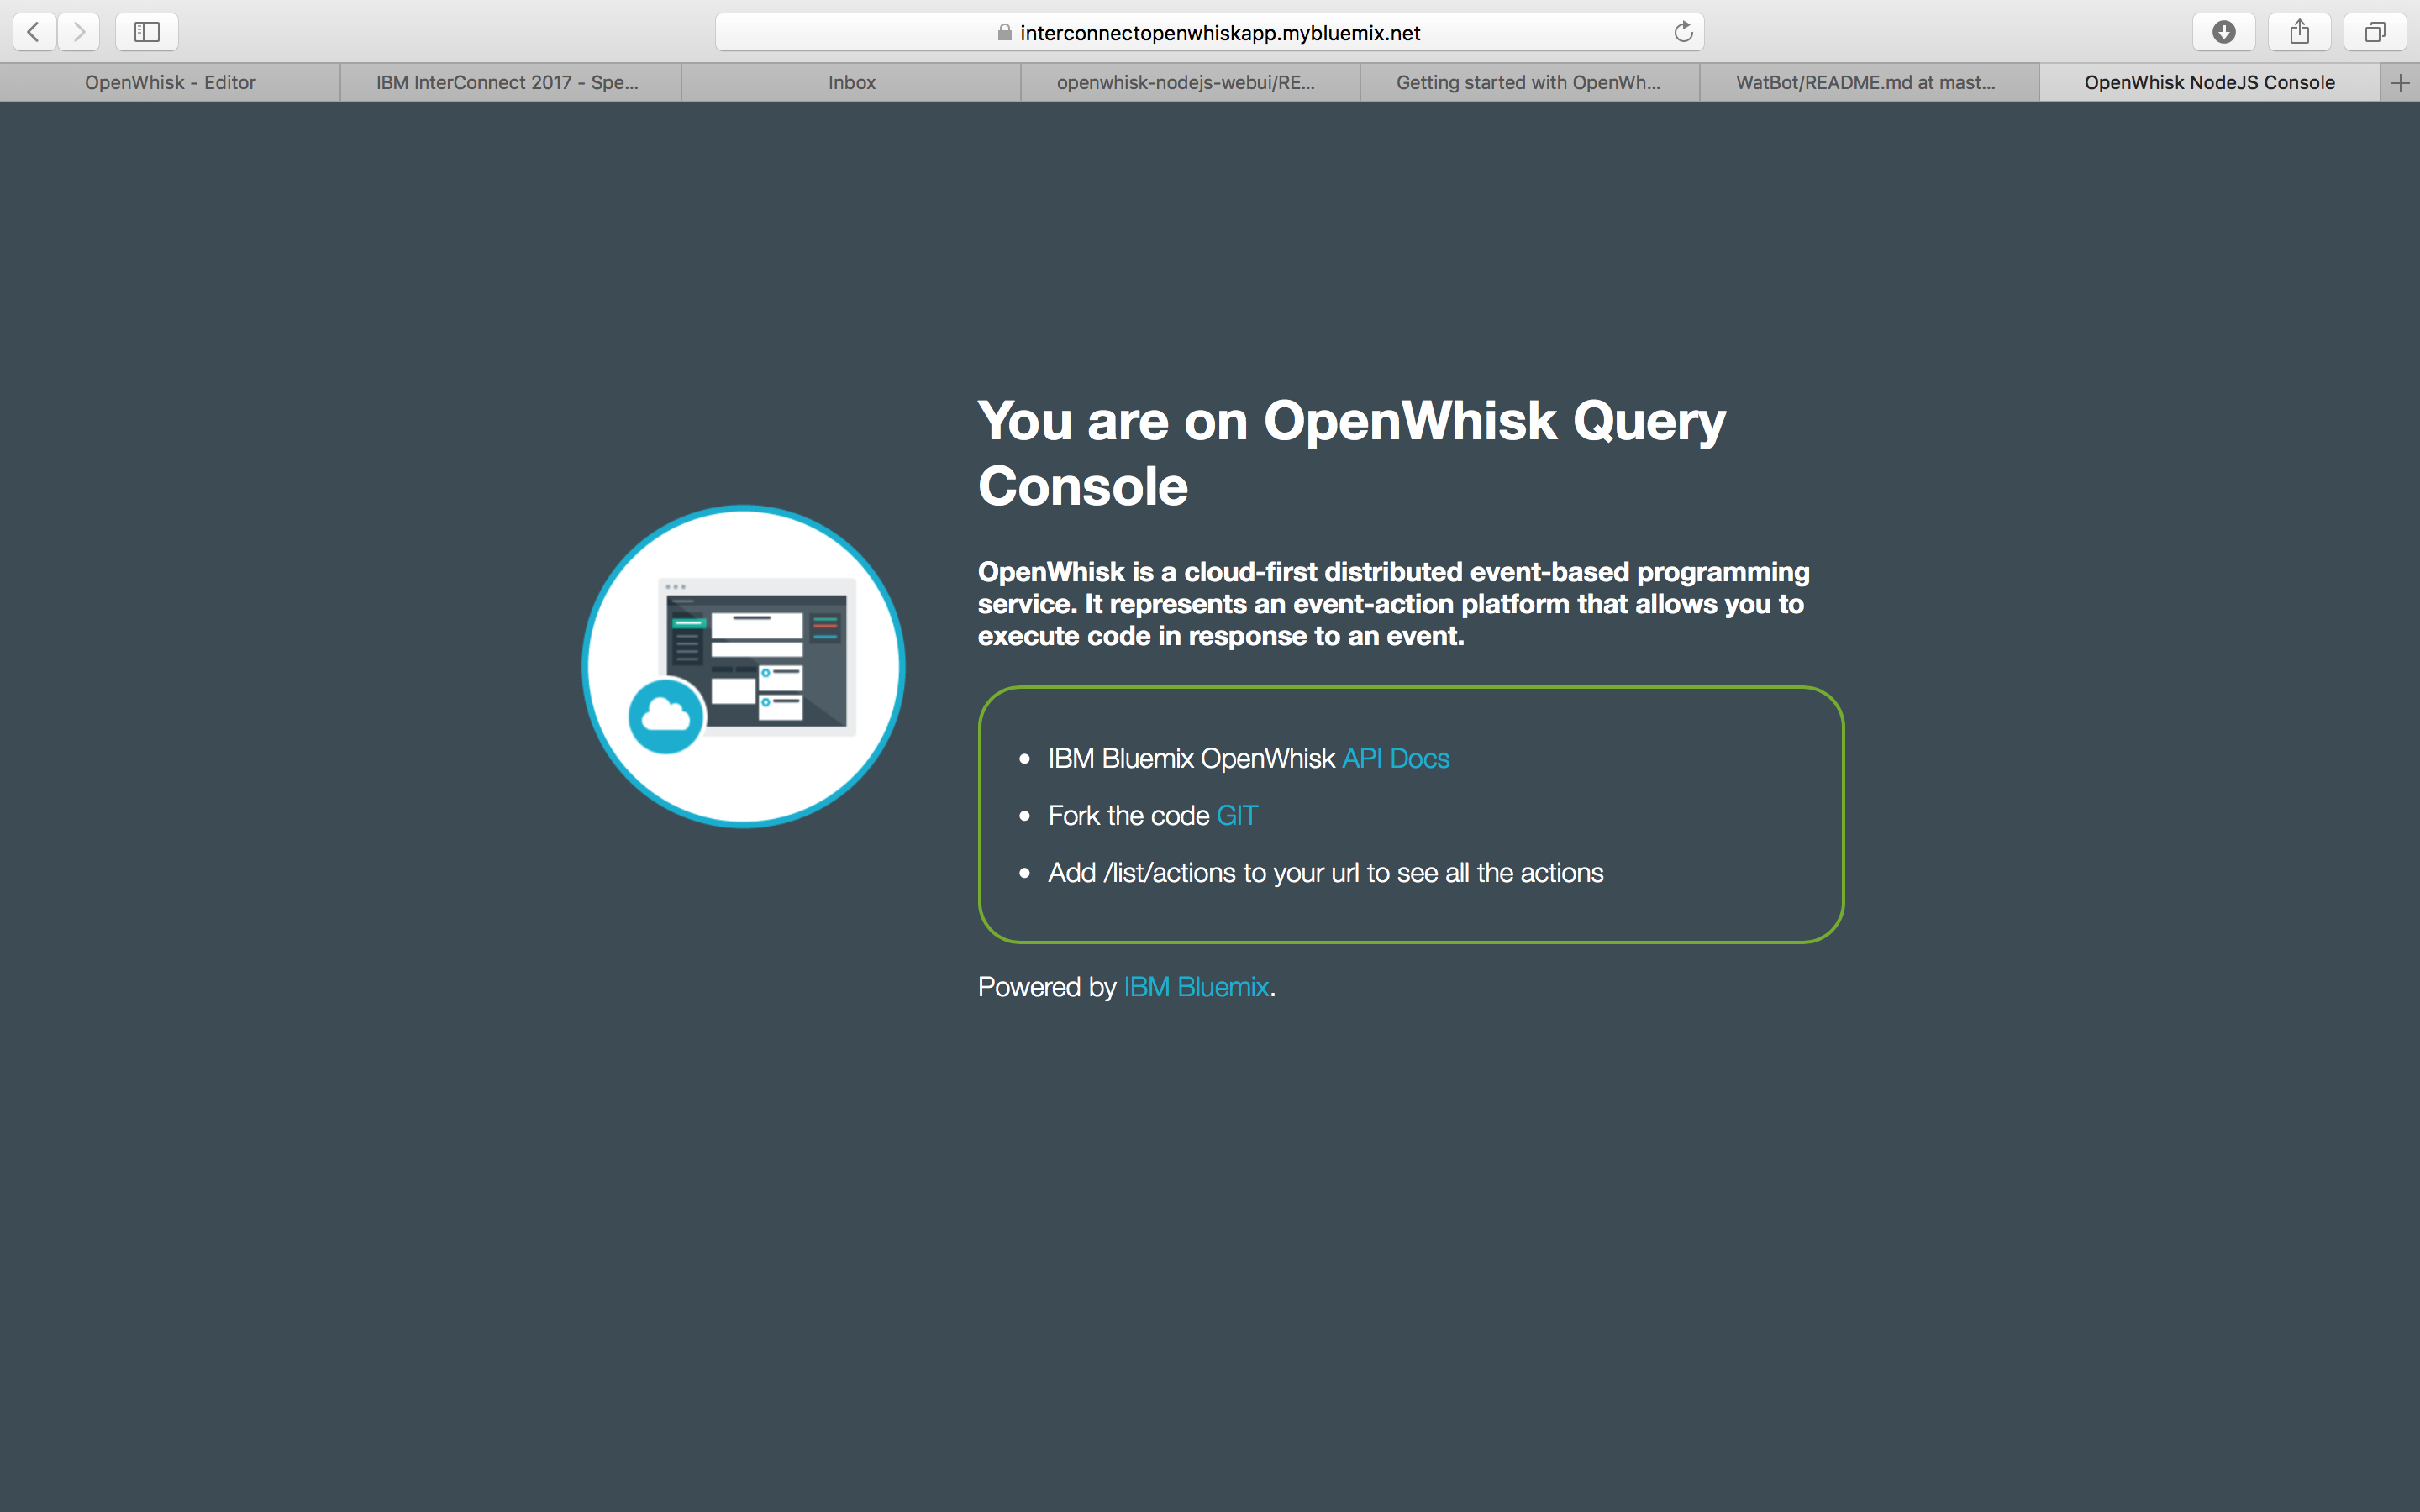 interconnectopenwhiskapp.mybluemix.net
OpenWhisk - Editor
IBM InterConnect 2017 - Spe...
Inbox
openwhisk-nodejs-webui/RE...
Getting started with OpenWh...
WatBot/README.md at mast...
OpenWhisk NodeJS Console
You are on OpenWhisk Query
Console
OpenWhisk is a cloud-first distributed event-based programming
service. It represents an event-action platform that allows you to
execute code in response to an event.
IBM Bluemix OpenWhisk API Docs
Fork the code GIT
Add /list/actions to your url to see all the actions
Powered by IBM Bluemix.